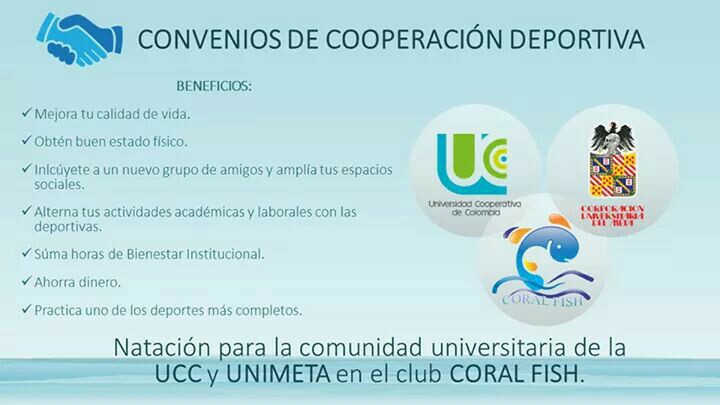 CONVENIOS DE COOPERACIÓN DEPORTIVA
BENEFICIOS:
✓ Mejora tu calidad de vida.
✓ Obtén buen estado físico.
✓ Inlcúyete a un nuevo grupo de amigos y amplía tus espacios
sociales.
✓ Alterna tus actividades académicas y laborales con las
deportivas.
✓ Súma horas de Bienestar Institucional.
✓ Ahorra dinero.
✓ Practica uno de los deportes más completos.
UCC
Universidad Cooperativa
de Colombia
CORPORACION
UNIVERSITARIA
DEL META
CORAL FISH
Natación para la comunidad universitaria de la
UCC y UNIMETA en el club CORAL FISH.